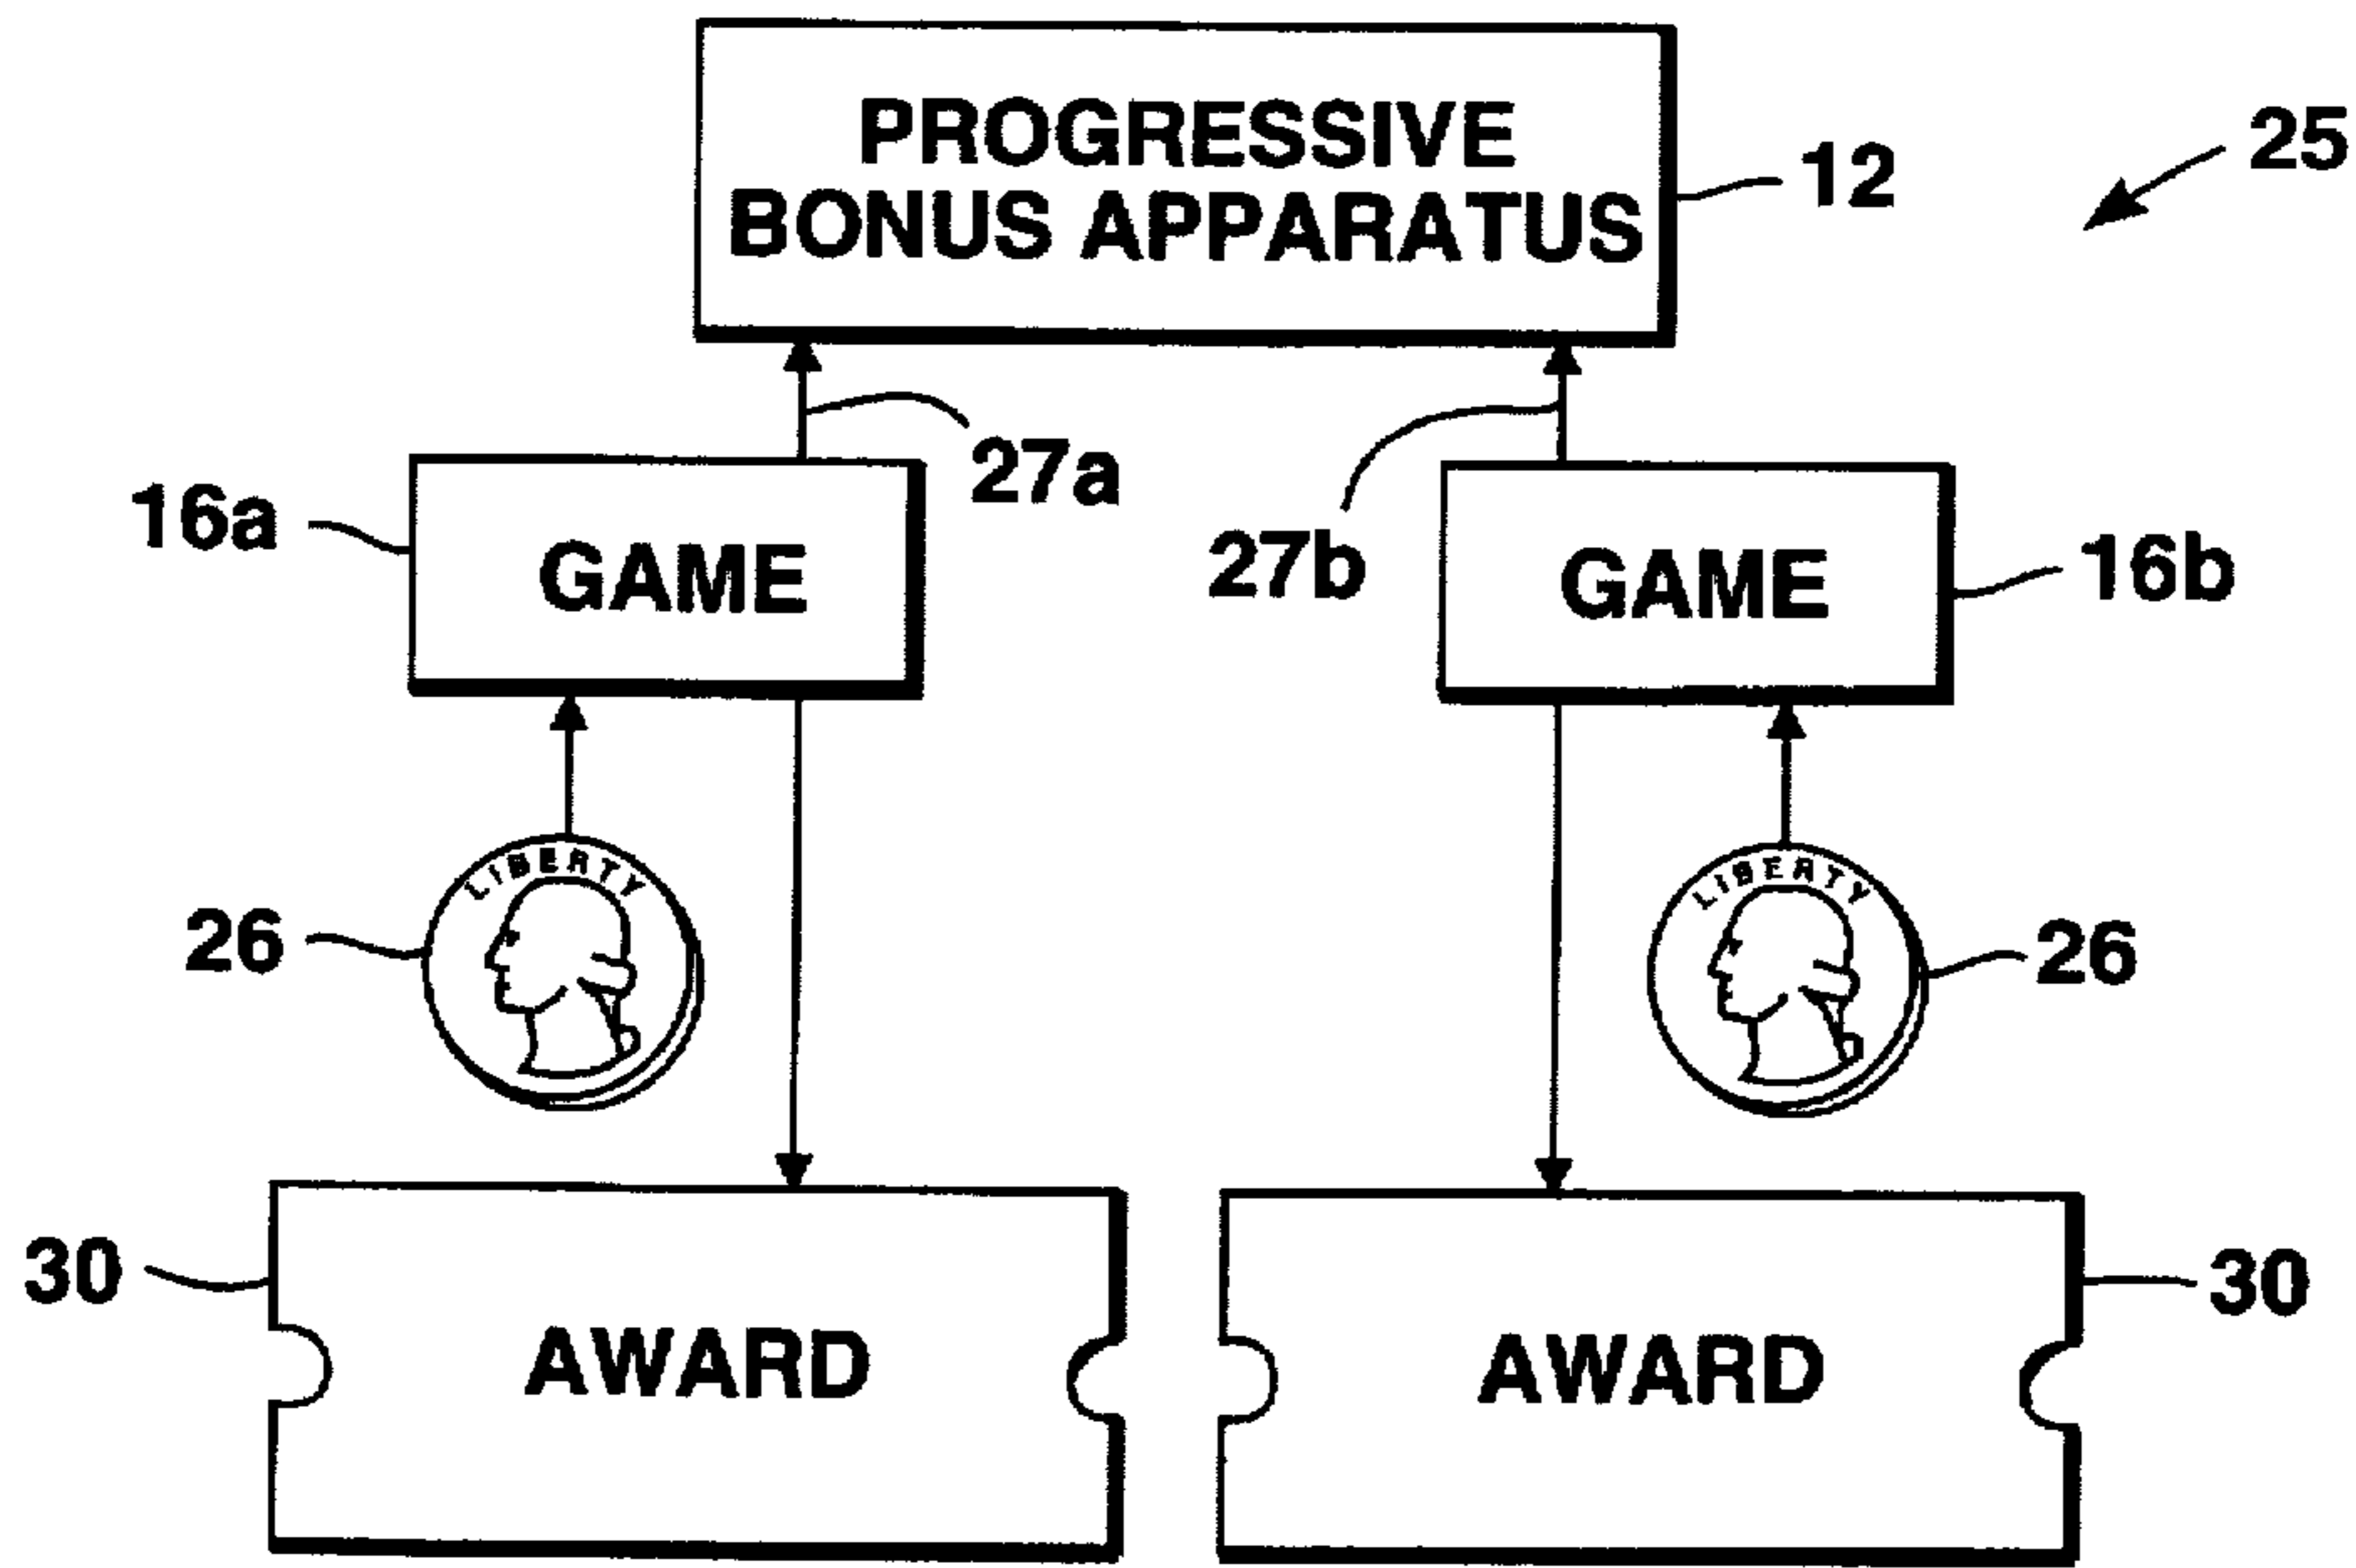 PROGRESSIVE
BONUS APPARATUS
12
25
27a
16a
GAME
27b
GAME
16b
LIBERTY
26
LIBERTY
26
30
AWARD
AWARD
30